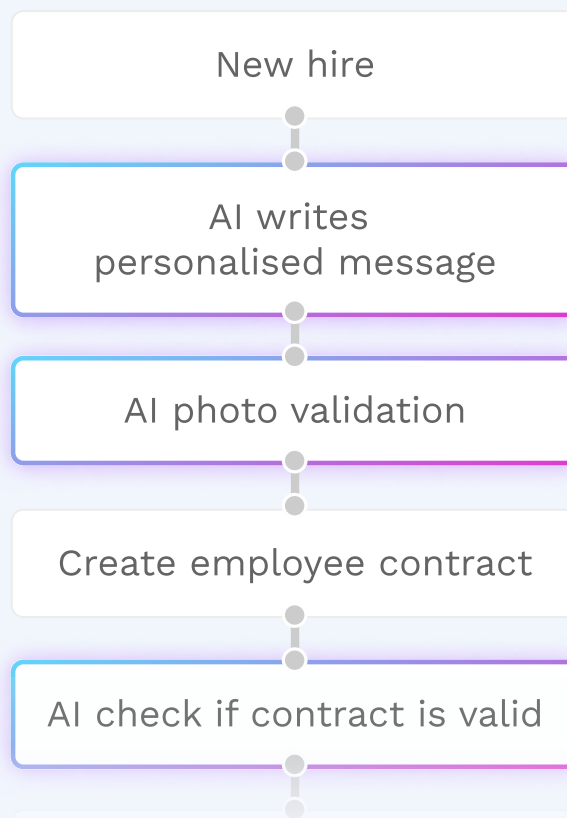 New hire
AI writes
personalised message
AI photo validation
Create employee contract
AI check if contract is valid